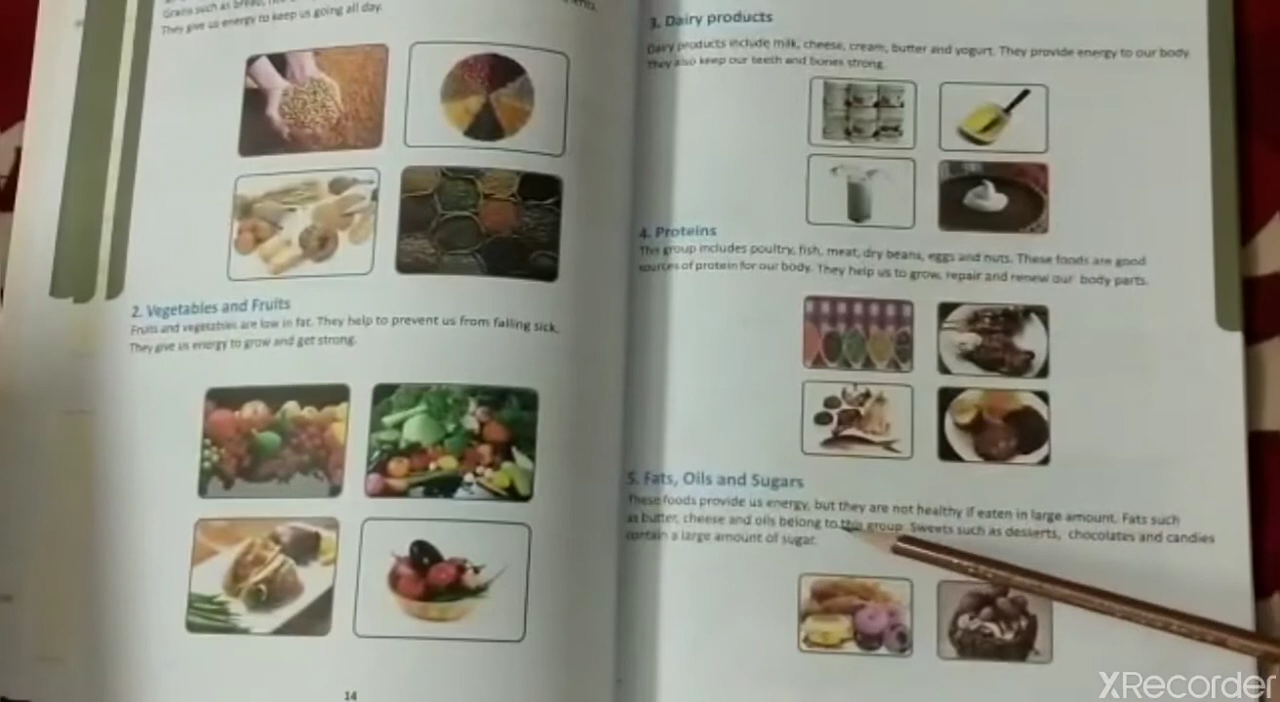 Grains such as bread,
They give us energy to keep us going all day.
2. Vegetables and Fruits
Fruits and vegetables are low in fat. They help to prevent us from falling sick.
They give us energy to grow and get strong.
14
3. Dairy products
Dairy products include milk, cheese, cream, butter and yogurt. They provide energy to our body.
They also keep our teeth and bones strong.
4. Proteins
This group includes poultry, fish, meat, dry beans, eggs and nuts. These foods are good
sources of protein for our body. They help us to grow, repair and renew our body parts.
5. Fats, Oils and Sugars
These foods provide us energy, but they are not healthy if eaten in large amount. Fats such
as butter, cheese and oils belong to this group. Sweets such as desserts, chocolates and candies
contain a large amount of sugar.
XRecorder